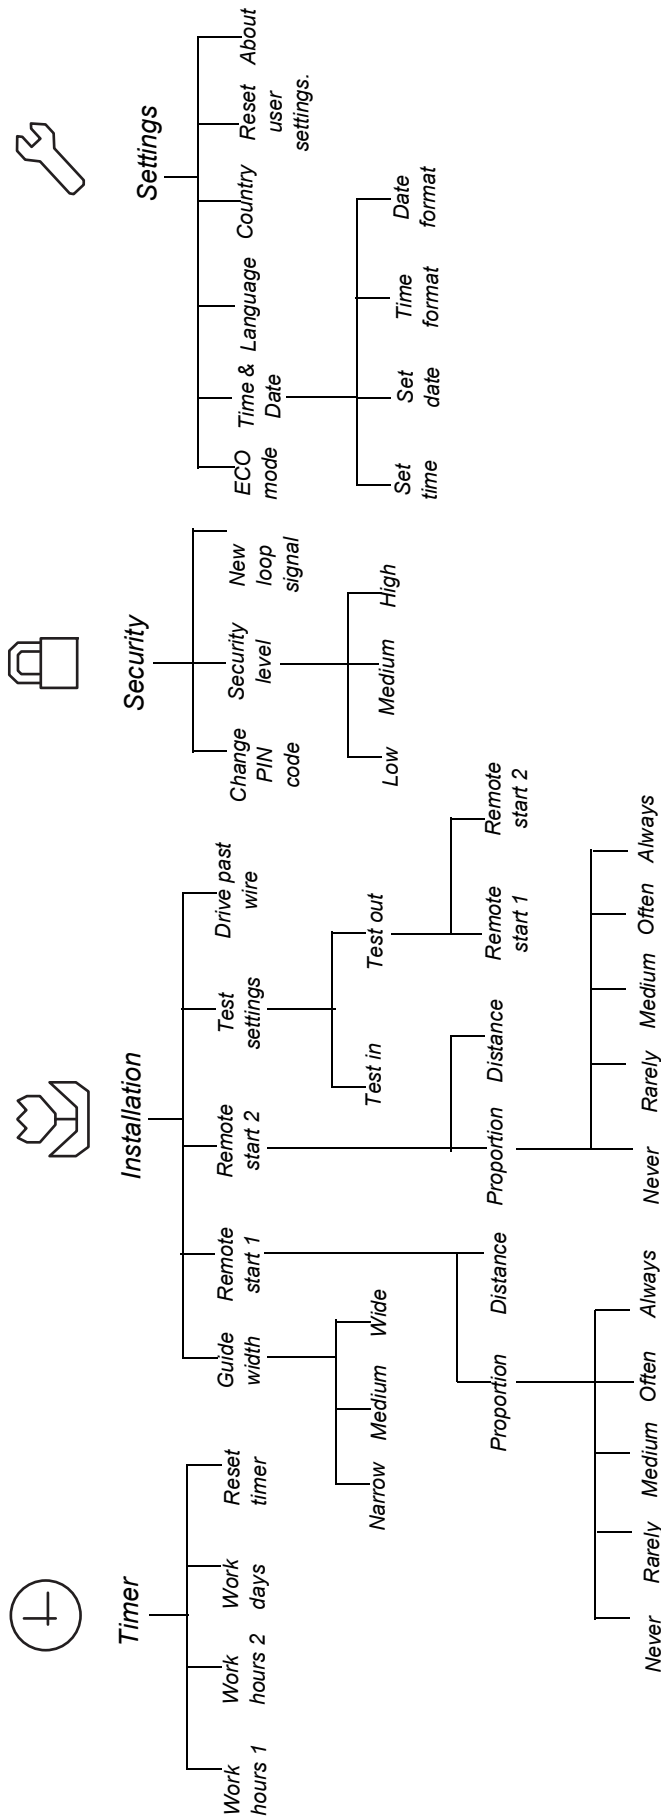 Timer
Work
hours 1
Work
hours 2
Work
days
Reset
timer
Installation
Guide
width
Narrow
Medium
Wide
Remote
start 1
Proportion
Never
Rarely
Medium
Often
Always
Distance
Remote
start 2
Proportion
Never
Rarely
Medium
Often
Always
Distance
Test
settings
Test in
Test out
Remote
start 1
Remote
start 2
Drive past
wire
Security
Change
PIN
code
Security
level
Low
Medium
High
New
loop
signal
Settings
ECO
mode
Time &
Date
Set
time
Set
date
Time
format
Date
format
Language
Country
Reset
user
settings.
About